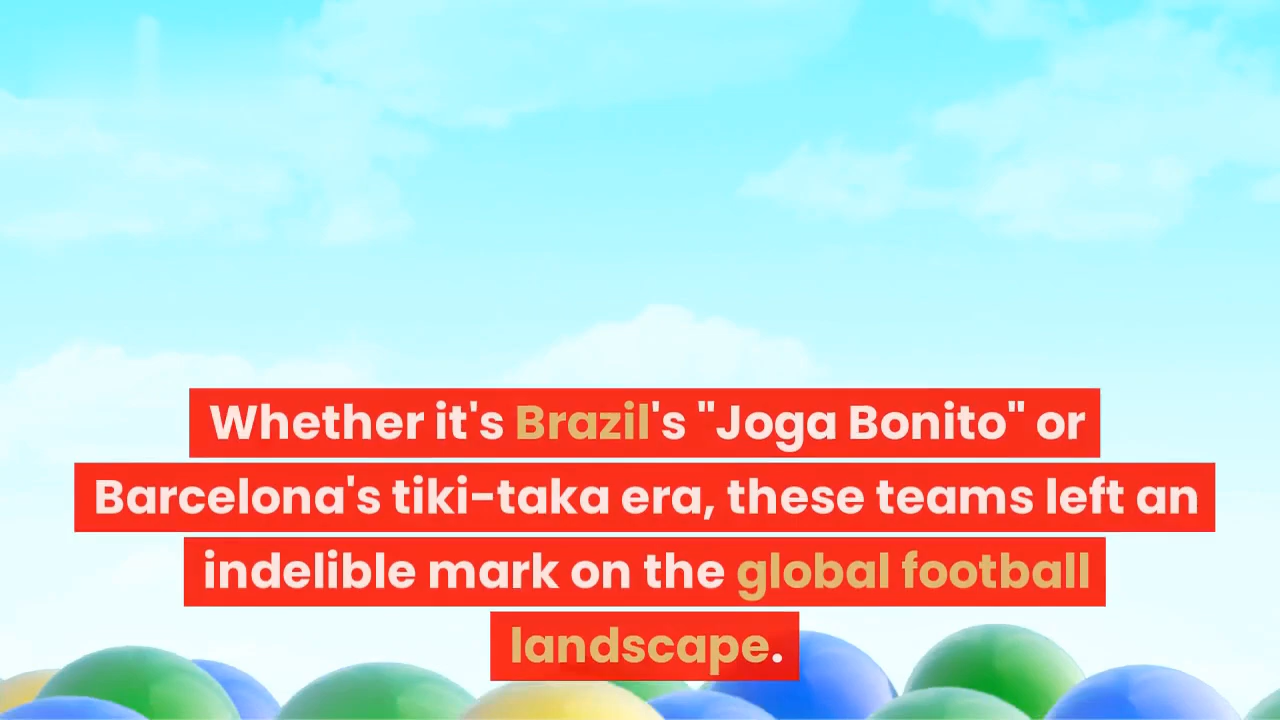 Whether it's Brazil's "Joga Bonito" or
Barcelona's tiki-taka era, these teams left an
indelible mark on the global football
landscape.